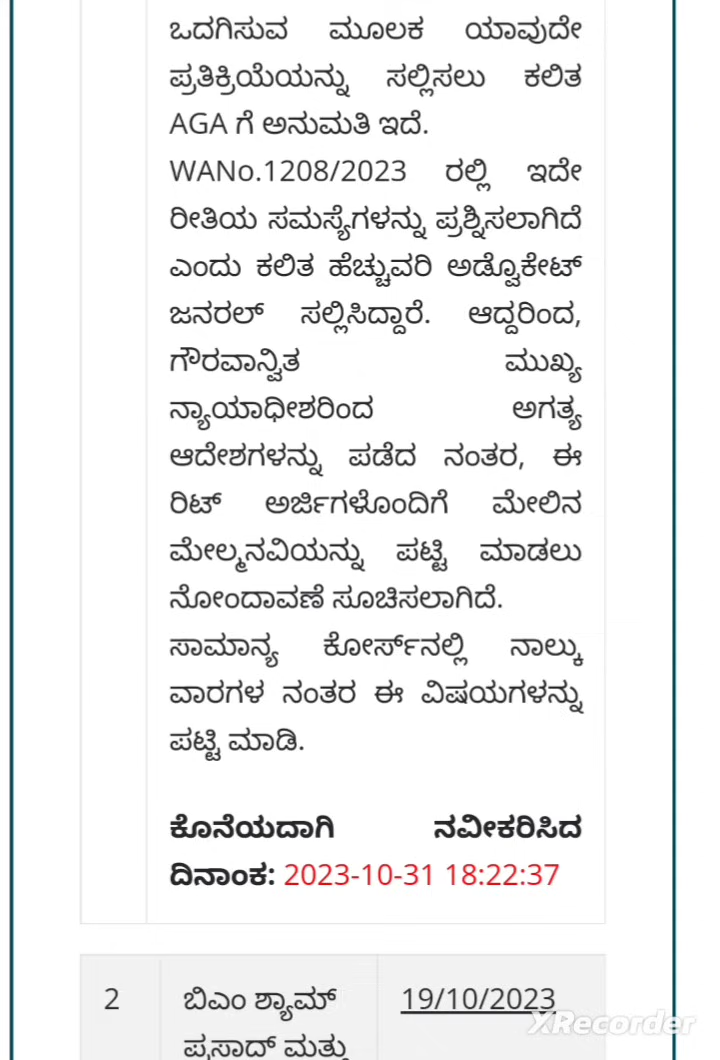 ಒದಗಿಸುವ ಮೂಲಕ ಯಾವುದೇ
ಪ್ರತಿಕ್ರಿಯೆಯನ್ನು ಸಲ್ಲಿಸಲು ಕಲಿತ
AGA ಗೆ ಅನುಮತಿ ಇದೆ.
WANo.1208/2023 ರಲ್ಲಿ ಇದೇ
ರೀತಿಯ ಸಮಸ್ಯೆಗಳನ್ನು ಪ್ರಶ್ನಿಸಲಾಗಿದೆ
ಎಂದು ಕಲಿತ ಹೆಚ್ಚುವರಿ ಅಡ್ವೊಕೇಟ್
ಜನರಲ್ ಸಲ್ಲಿಸಿದ್ದಾರೆ. ಆದ್ದರಿಂದ,
ಗೌರವಾನ್ವಿತ ಮುಖ್ಯ
ನ್ಯಾಯಾಧೀಶರಿಂದ ಅಗತ್ಯ
ಆದೇಶಗಳನ್ನು ಪಡೆದ ನಂತರ, ಈ
ರಿಟ್ ಅರ್ಜಿಗಳೊಂದಿಗೆ ಮೇಲಿನ
ಮೇಲ್ಮನವಿಯನ್ನು ಪಟ್ಟಿ ಮಾಡಲು
ನೋಂದಾವಣೆ ಸೂಚಿಸಲಾಗಿದೆ.
ಸಾಮಾನ್ಯ ಕೋರ್ಸ್‌ನಲ್ಲಿ ನಾಲ್ಕು
ವಾರಗಳ ನಂತರ ಈ ವಿಷಯಗಳನ್ನು
ಪಟ್ಟಿ ಮಾಡಿ.
ಕೊನೆಯದಾಗಿ ನವೀಕರಿಸಿದ
ದಿನಾಂಕ: 2023-10-31 18:22:37
2 ಬಿಎಂ ಶ್ಯಾಮ್ 19/10/2023
XRecorder
ಪ್ರಸಾದ್ ಮತ್ತು